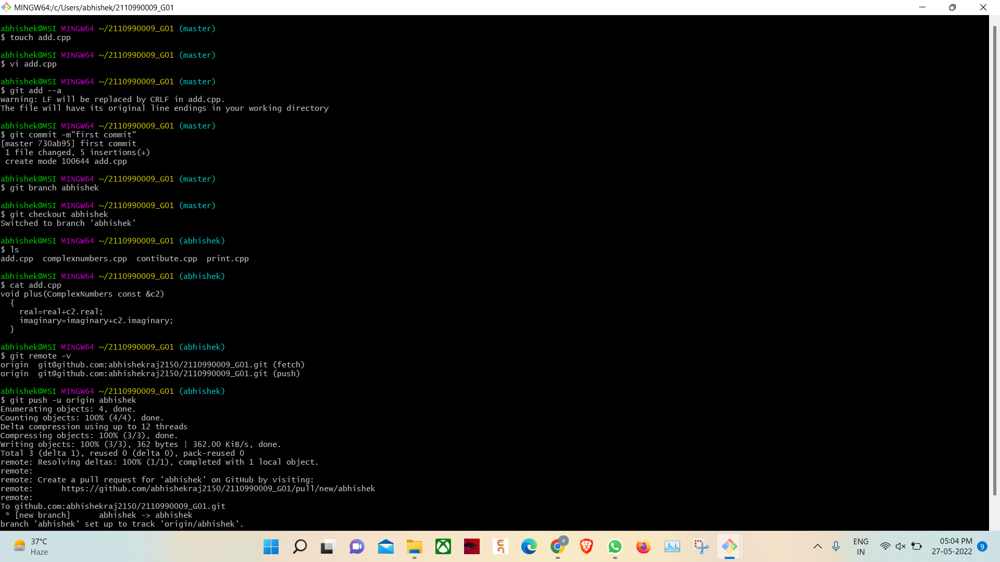 MINGW64:/c/Users/abhishek/2110990009_G01
abhishek@MSI MINGW64 ~/2110990009_G01 (master)
$ touch add.cpp
abhishek@MSI MINGW64 ~/2110990009_G01 (master)
$ vi add.cpp
abhishek@MSI MINGW64 ~/2110990009_G01 (master)
$ git add --a
warning: LF will be replaced by CRLF in add.cpp.
The file will have its original line endings in your working directory
abhishek@MSI MINGW64 ~/2110990009_G01 (master)
$ git commit -m"first commit"
[master 730ab95] first commit
 1 file changed, 5 insertions(+)
 create mode 100644 add.cpp
abhishek@MSI MINGW64 ~/2110990009_G01 (master)
$ git branch abhishek
abhishek@MSI MINGW64 ~/2110990009_G01 (master)
$ git checkout abhishek
Switched to branch 'abhishek'
abhishek@MSI MINGW64 ~/2110990009_G01 (abhishek)
$ ls
add.cpp  complexnumbers.cpp  contibute.cpp  print.cpp
abhishek@MSI MINGW64 ~/2110990009_G01 (abhishek)
$ cat add.cpp
void plus(ComplexNumbers const &c2)
  {
    real=real+c2.real;
    imaginary=imaginary+c2.imaginary;
  }
abhishek@MSI MINGW64 ~/2110990009_G01 (abhishek)
$ git remote -v
origin  git@github.com:abhishekraj2150/2110990009_G01.git (fetch)
origin  git@github.com:abhishekraj2150/2110990009_G01.git (push)
abhishek@MSI MINGW64 ~/2110990009_G01 (abhishek)
$ git push -u origin abhishek
Enumerating objects: 4, done.
Counting objects: 100% (4/4), done.
Delta compression using up to 12 threads
Compressing objects: 100% (3/3), done.
Writing objects: 100% (3/3), 362 bytes | 362.00 KiB/s, done.
Total 3 (delta 1), reused 0 (delta 0), pack-reused 0
remote: Resolving deltas: 100% (1/1), completed with 1 local object.
remote:
remote: Create a pull request for 'abhishek' on GitHub by visiting:
remote:      https://github.com/abhishekraj2150/2110990009_G01/pull/new/abhishek
remote:
To github.com:abhishekraj2150/2110990009_G01.git
 * [new branch]      abhishek -> abhishek
branch 'abhishek' set up to track 'origin/abhishek'.
37°C
Haze
a
ENG
IN
05:04 PM
27-05-2022
9